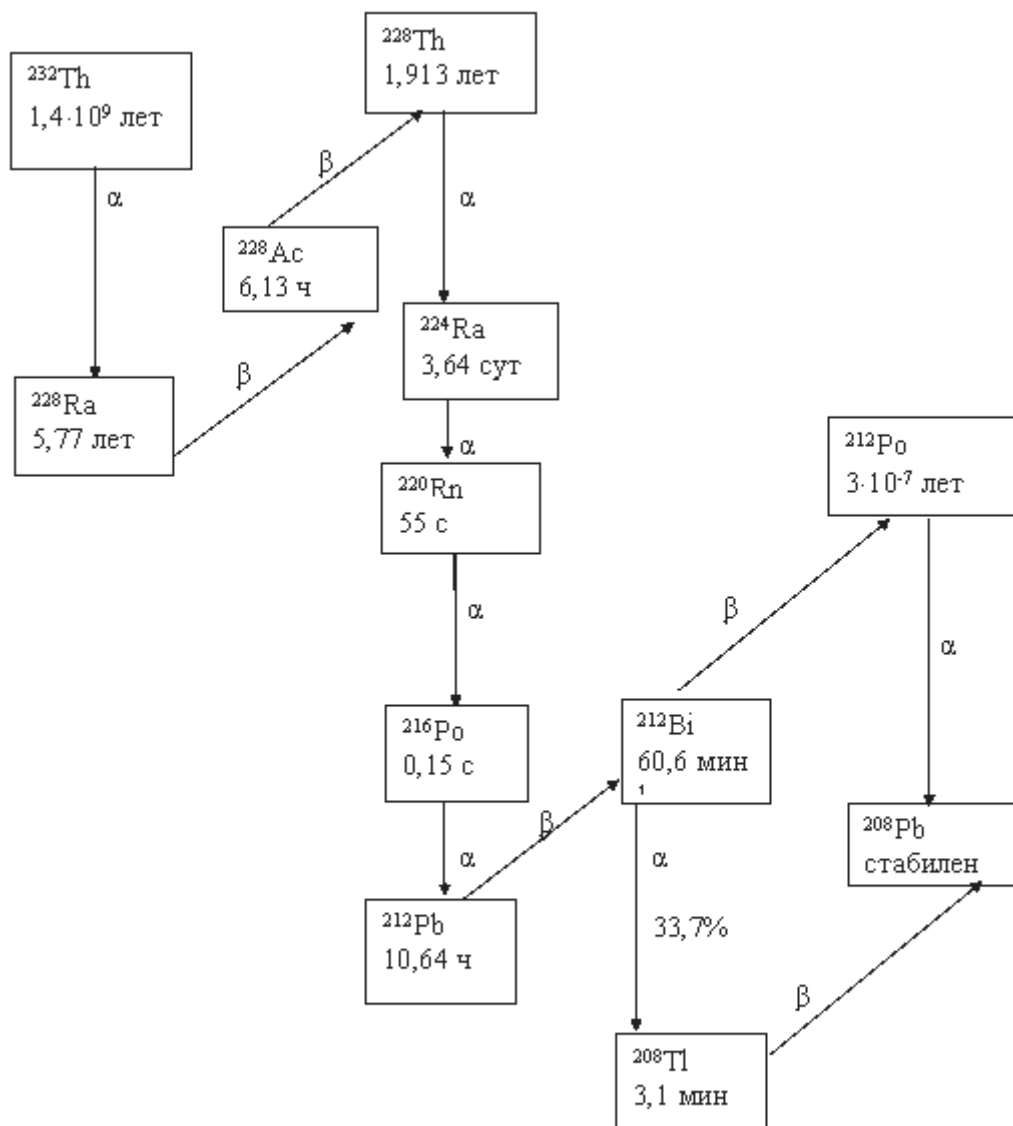 ²³²Th
1,4·10⁹ лет
α
²²⁸Ra
5,77 лет
β
²²⁸Ac
6,13 ч
β
²²⁸Th
1,913 лет
α
²²⁴Ra
3,64 сут
α
²²⁰Rn
55 с
α
²¹⁶Po
0,15 с
α
²¹²Pb
10,64 ч
β
²¹²Bi
60,6 мин
1
β
²¹²Po
3·10⁻⁷ лет
α
²⁰⁸Pb
стабилен
α
33,7%
²⁰⁸Tl
3,1 мин
β